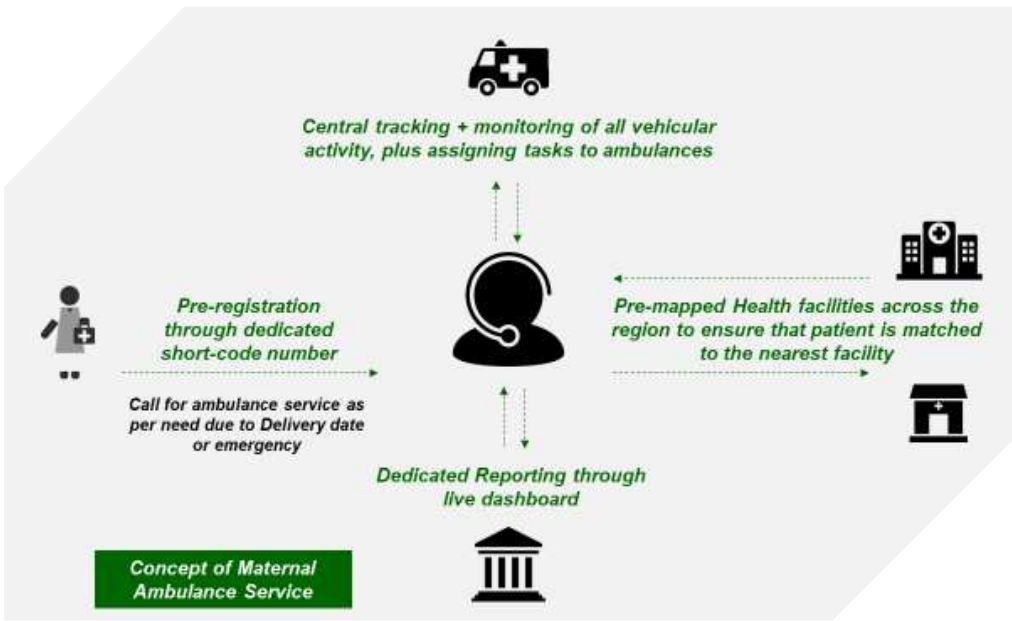 Central tracking + monitoring of all vehicular
activity, plus assigning tasks to ambulances
Pre-registration
through dedicated
short-code number
Call for ambulance service as
per need due to Delivery date
or emergency
Pre-mapped Health facilities across the
region to ensure that patient is matched
to the nearest facility
Dedicated Reporting through
live dashboard
Concept of Maternal
Ambulance Service